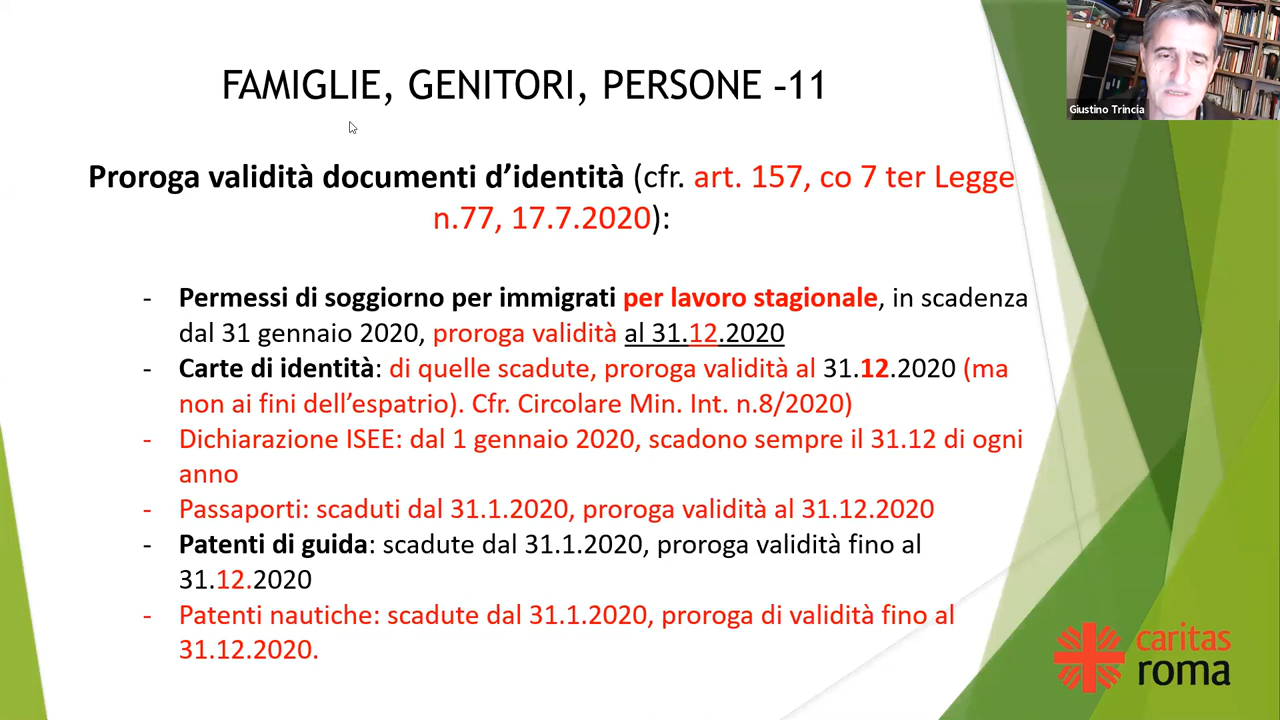 FAMIGLIE, GENITORI, PERSONE -11
Giustino Trincia
Proroga validità documenti d’identità (cfr. art. 157, co 7 ter Legge
n.77, 17.7.2020):
- Permessi di soggiorno per immigrati per lavoro stagionale, in scadenza
dal 31 gennaio 2020, proroga validità al 31.12.2020
- Carte di identità: di quelle scadute, proroga validità al 31.12.2020 (ma
non ai fini dell’espatrio). Cfr. Circolare Min. Int. n.8/2020)
- Dichiarazione ISEE: dal 1 gennaio 2020, scadono sempre il 31.12 di ogni
anno
- Passaporti: scaduti dal 31.1.2020, proroga validità al 31.12.2020
- Patenti di guida: scadute dal 31.1.2020, proroga validità fino al
31.12.2020
- Patenti nautiche: scadute dal 31.1.2020, proroga di validità fino al
31.12.2020.
caritas
roma